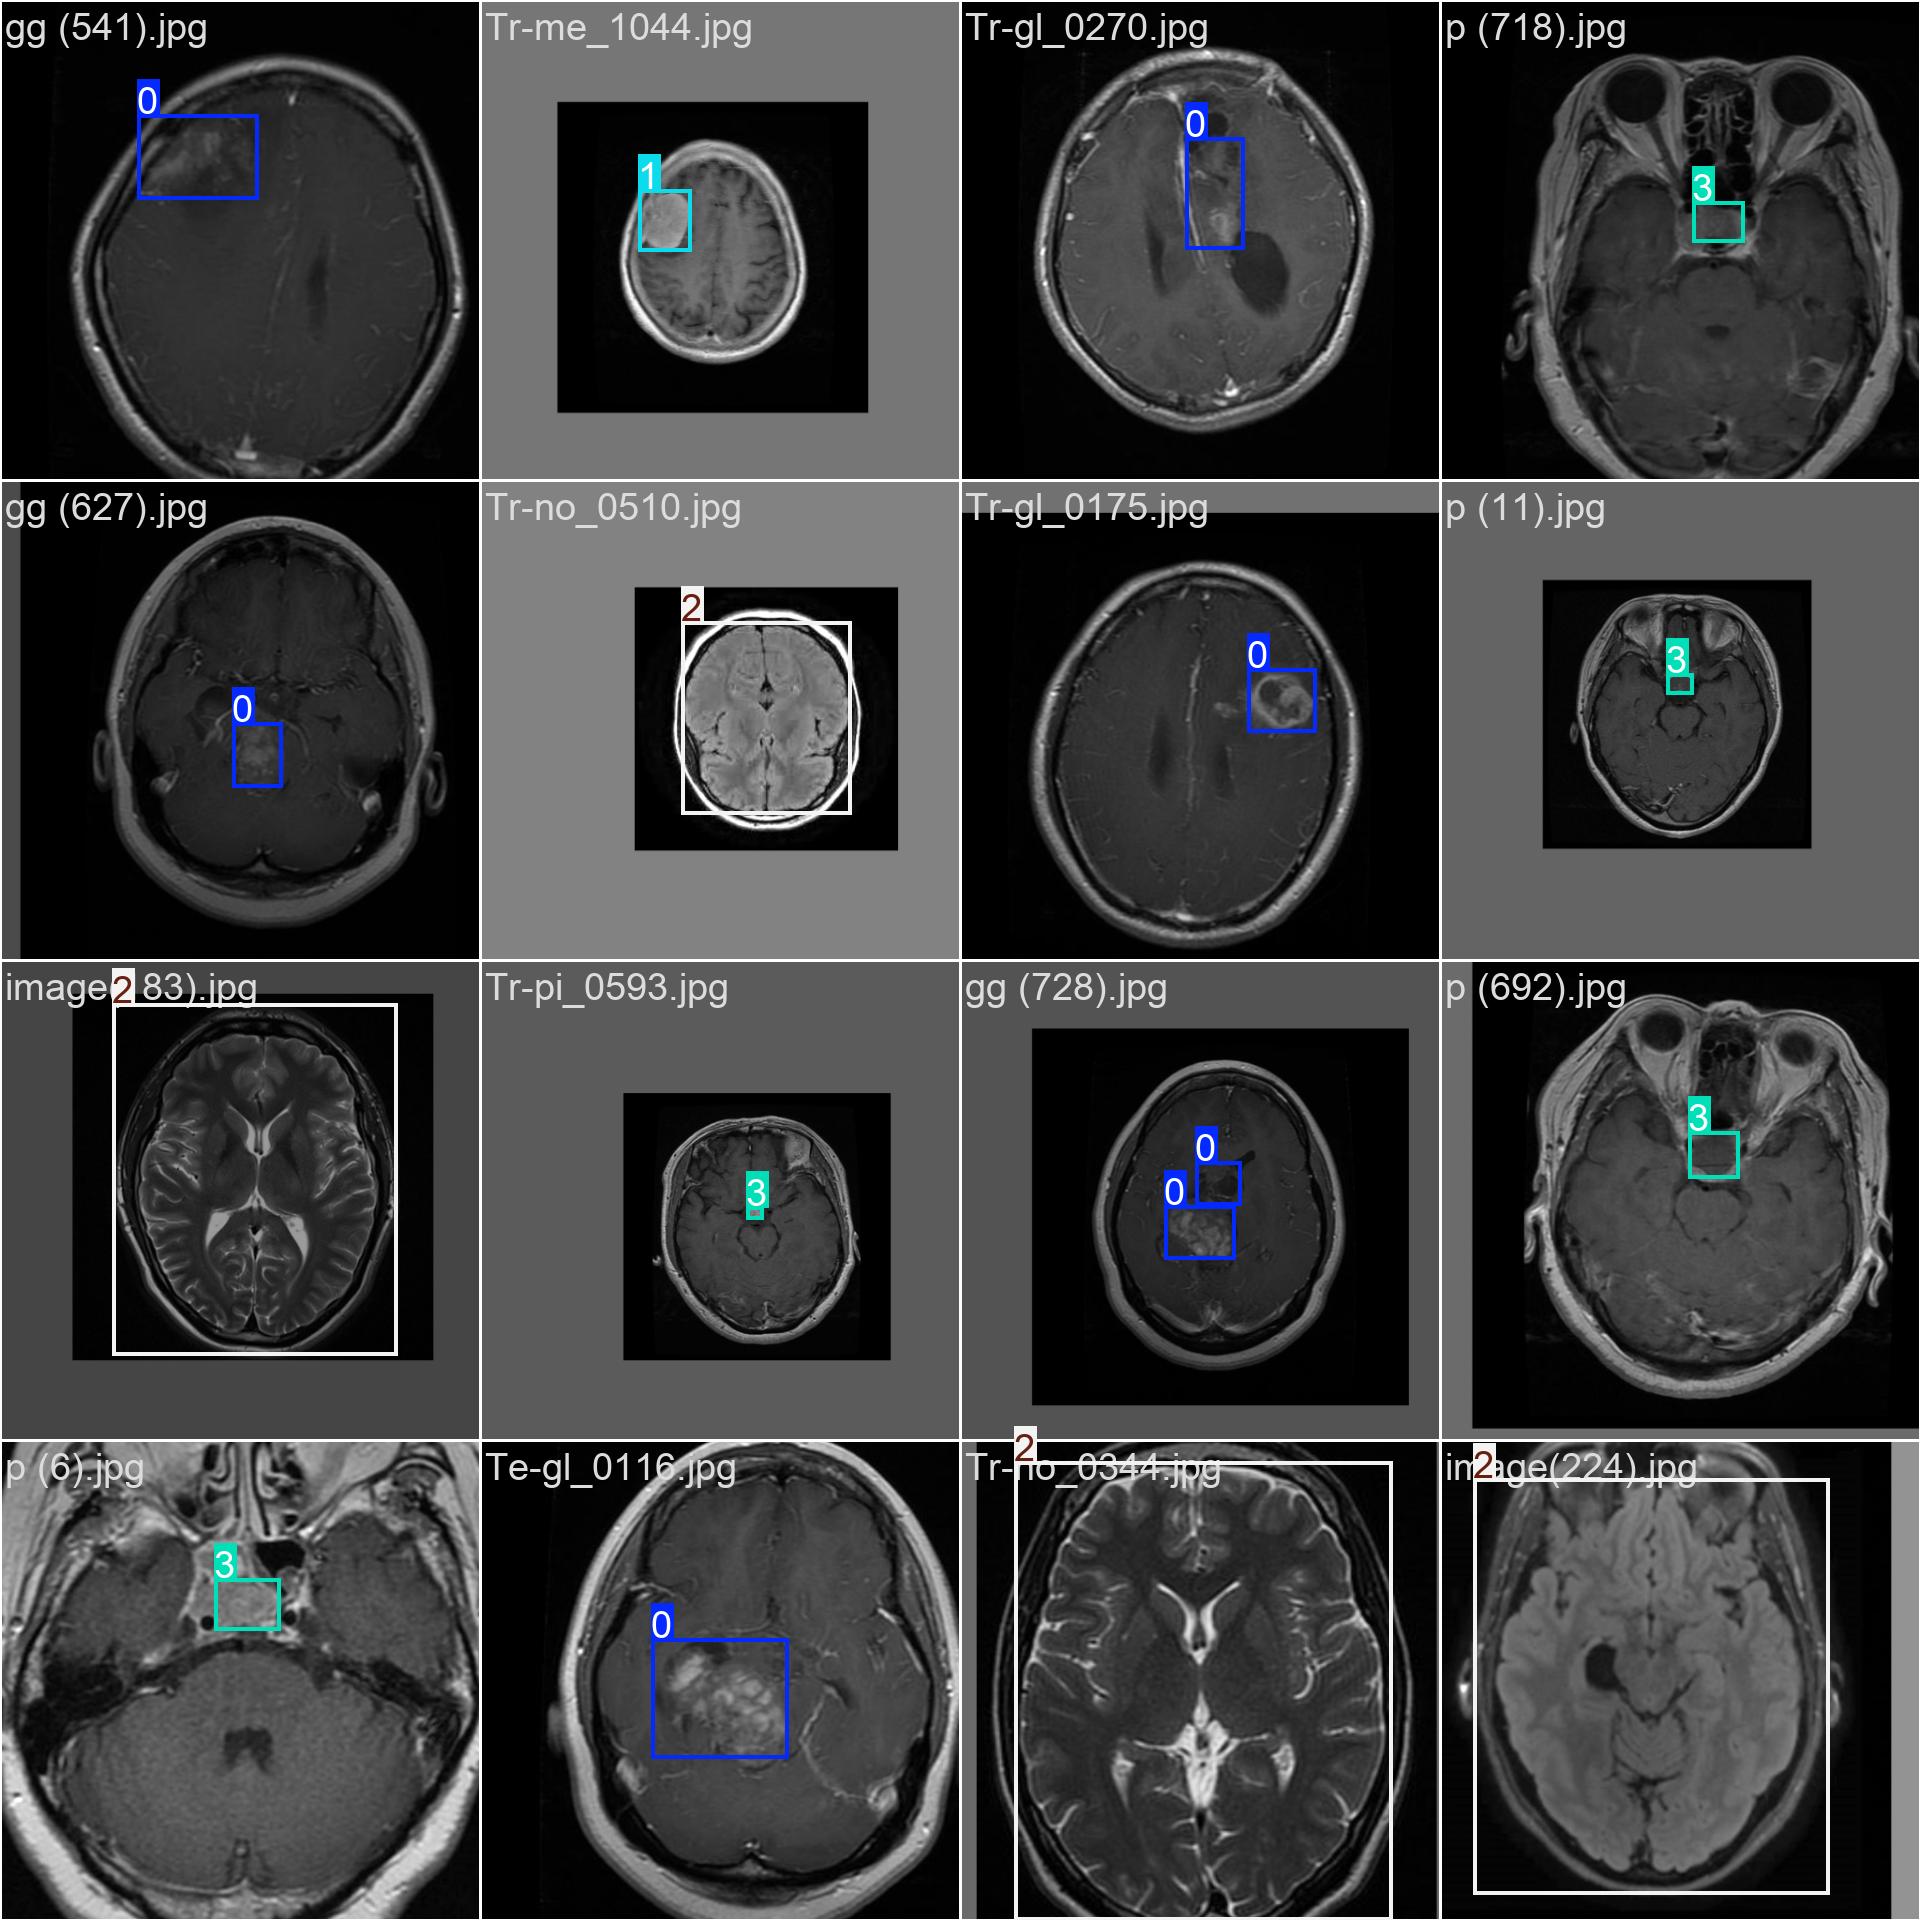 gg (541).jpg
0
Tr-me_1044.jpg
1
Tr-gl_0270.jpg
0
p (718).jpg
3
gg (627).jpg
0
Tr-no_0510.jpg
2
Tr-gl_0175.jpg
0
p (11).jpg
3
image( 83).jpg
2
Tr-pi_0593.jpg
3
gg (728).jpg
0
0
p (692).jpg
3
p (6).jpg
3
Te-gl_0116.jpg
0
2
Tr-no_0344.jpg
2
image(224).jpg